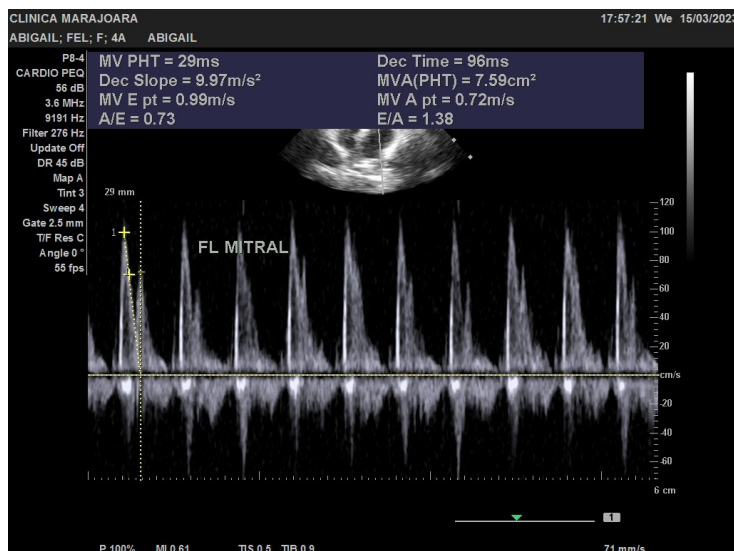 CLINICA MARAJOARA 17:57:21 We 15/03/2023
ABIGAIL; FEL; F; 4A ABIGAIL
P8-4
CARDIO PEQ
56 dB
3.6 MHz
9191 Hz
Filter 276 Hz
Update Off
DR 45 dB
Map A
Tint 3
Sweep 4
Gate 2.5 mm
T/F Res C
Angle 0 °
55 fps
MV PHT = 29ms Dec Time = 96ms
Dec Slope = 9.97m/s² MVA(PHT) = 7.59cm²
MV E pt = 0.99m/s MV A pt = 0.72m/s
A/E = 0.73 E/A = 1.38
29 mm
1
FL MITRAL
120
100
80
60
40
20
cm/s
-20
-40
-60
6 cm
1
P 100% MI 0.61 TIS 0.5 TIB 0.9 71 mm/s